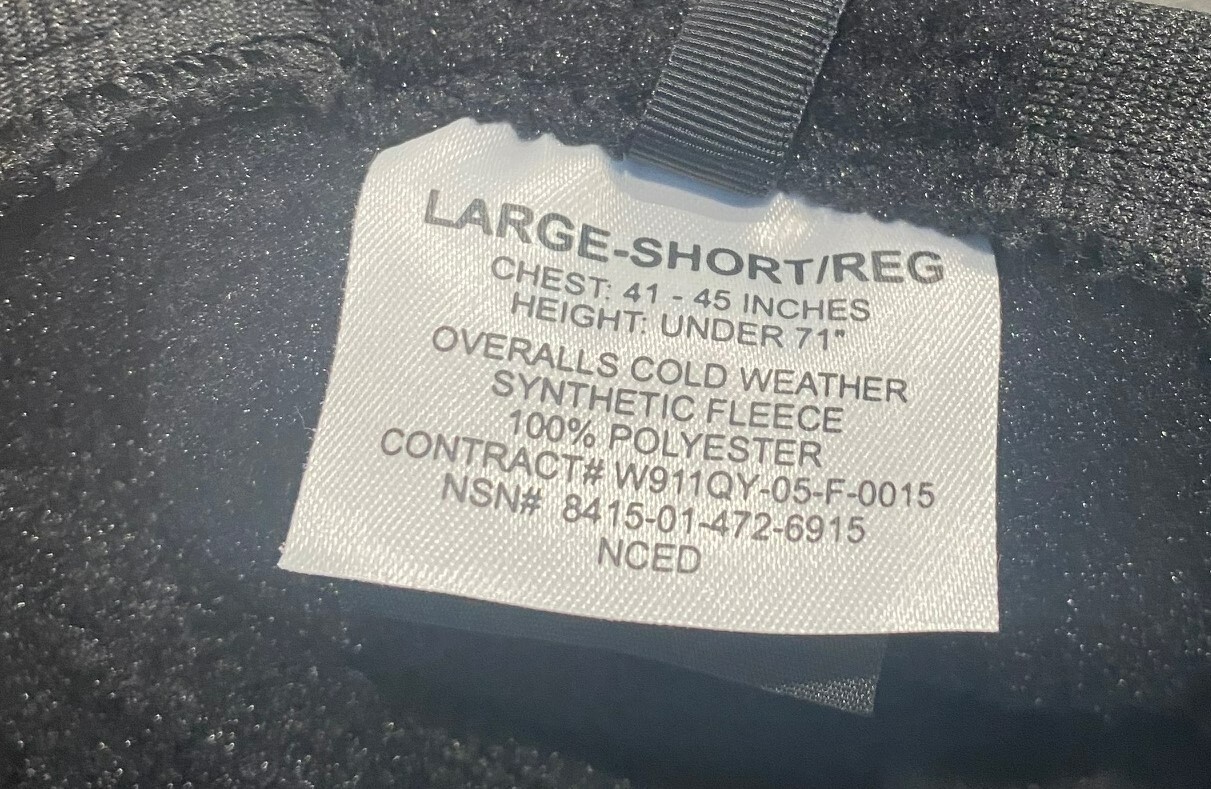 LARGE-SHORT/REG
CHEST: 41 - 45 INCHES
HEIGHT: UNDER 71"
OVERALLS COLD WEATHER
SYNTHETIC FLEECE
100% POLYESTER
CONTRACT# W911QY-05-F-0015
NSN# 8415-01-472-6915
NCED